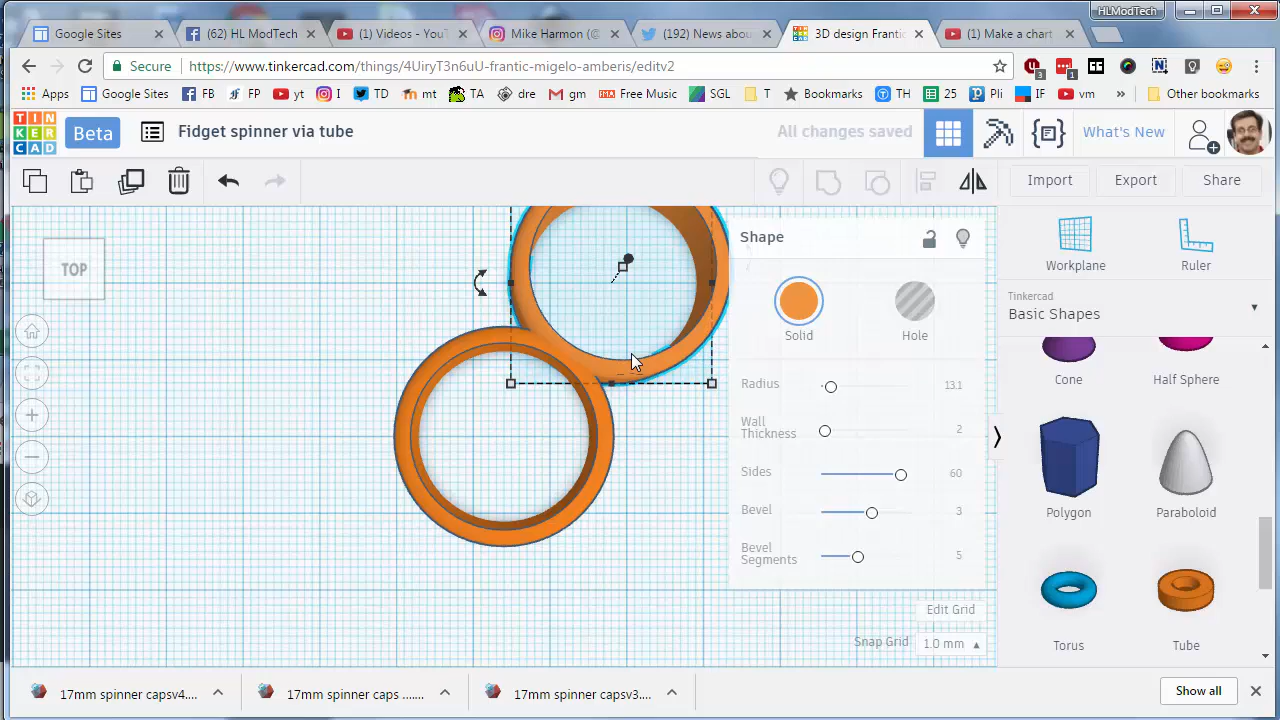 HLModTech
Google Sites
(62) HL ModTech
(1) Videos - YouT
Mike Harmon (@
(192) News arou
3D design Frantic
(1) Make a chart
Secure
https://www.tinkercad.com/things/4UiryT3n6uU-frantic-migelo-amberis/editv2
3
1
Apps
Google Sites
FB
FP
yt
I
TD
mt
TA
dre
gm
Free Music
SGL
T
Bookmarks
TH
25
Pli
IF
vm
»
Other bookmarks
TIN
KER
CAD
Beta
Fidget spinner via tube
All changes saved
What's New
Import
Export
Share
TOP
Shape
Solid
Hole
Radius
13.1
Wall
Thickness
2
Sides
60
Bevel
3
Bevel
Segments
5
Edit Grid
Snap Grid
1.0 mm
Workplane
Ruler
Tinkercad
Basic Shapes
Cone
Half Sphere
Polygon
Paraboloid
Torus
Tube
17mm spinner capsv4....
17mm spinner caps .......
17mm spinner capsv3....
Show all